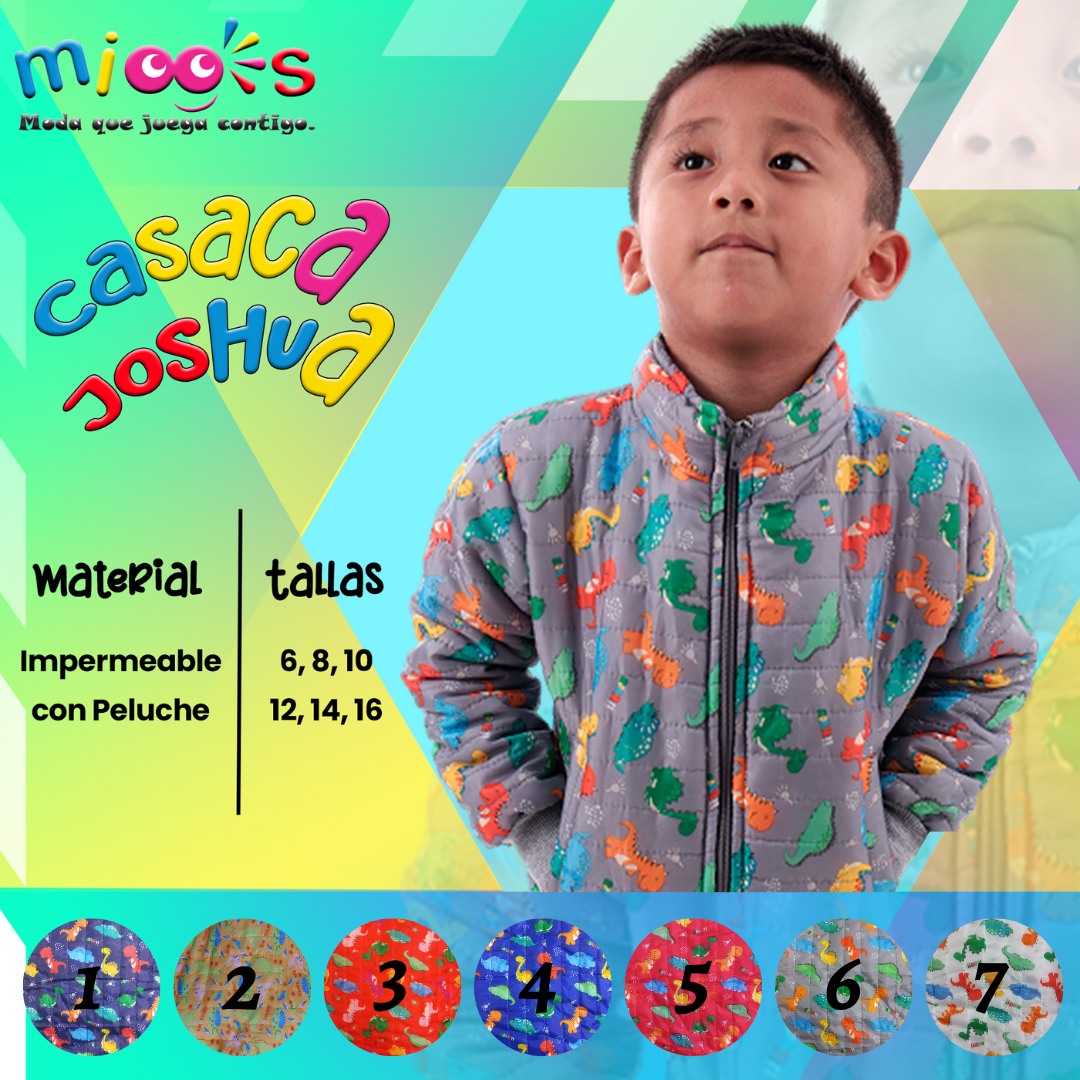 miooks
Moda que juega contigo.
casaca
Joshua
Material
Tallas
Impermeable
con Peluche
6, 8, 10
12, 14, 16
1 2 3 4 5 6 7